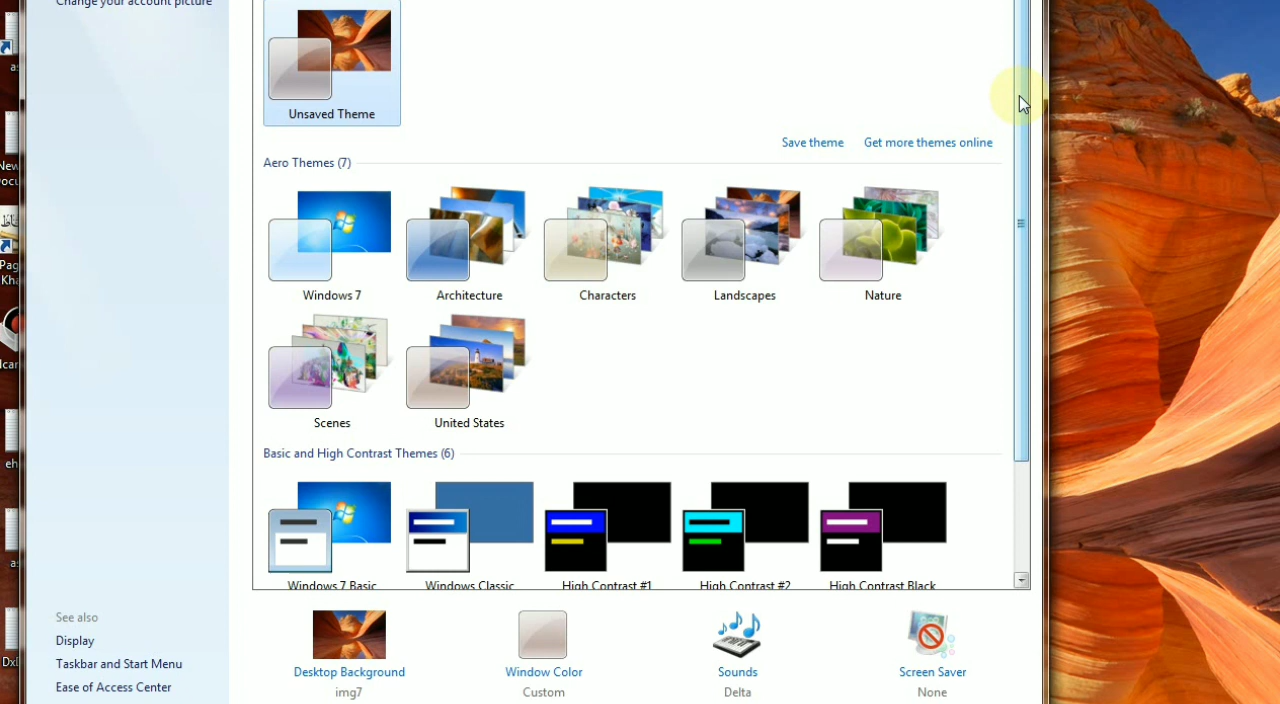 Change your account picture
Unsaved Theme
Save theme
Get more themes online
Aero Themes (7)
Windows 7
Architecture
Characters
Landscapes
Nature
Scenes
United States
Basic and High Contrast Themes (6)
Windows 7 Basic
Windows Classic
High Contrast #1
High Contrast #2
High Contrast Black
See also
Display
Taskbar and Start Menu
Ease of Access Center
Desktop Background
img7
Window Color
Custom
Sounds
Delta
Screen Saver
None